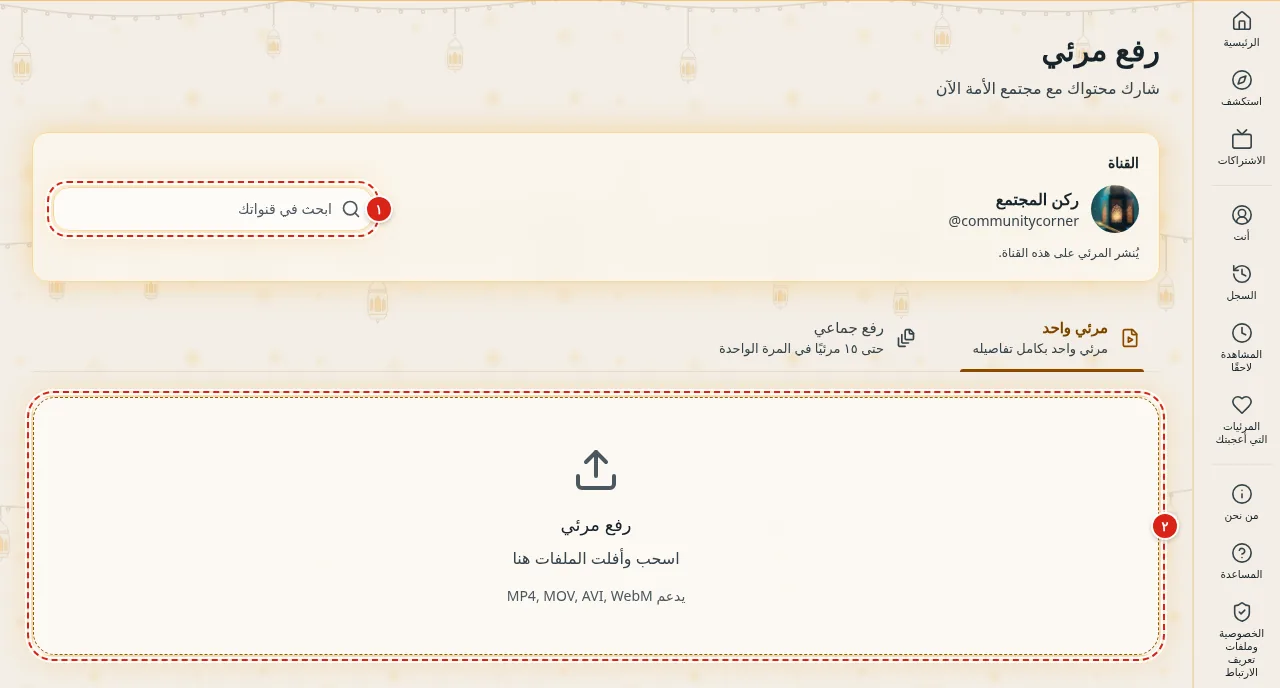 رفع مرئي
شارك محتواك مع مجتمع الأمة الآن
القناة
ركن المجتمع
@communitycorner
يُنشر المرئي على هذه القناة.
١
ابحث في قنواتك
مرئي واحد
مرئي واحد بكامل تفاصيله
رفع جماعي
حتى ١٥ مرئيًا في المرة الواحدة
٢
رفع مرئي
اسحب وأفلت الملفات هنا
يدعم MP4, MOV, AVI, WebM
الرئيسية
استكشف
الاشتراكات
أنت
السجل
المشاهدة
لاحقًا
المرئيات
التي أعجبتك
من نحن
المساعدة
الخصوصية
وملفات
تعريف
الارتباط